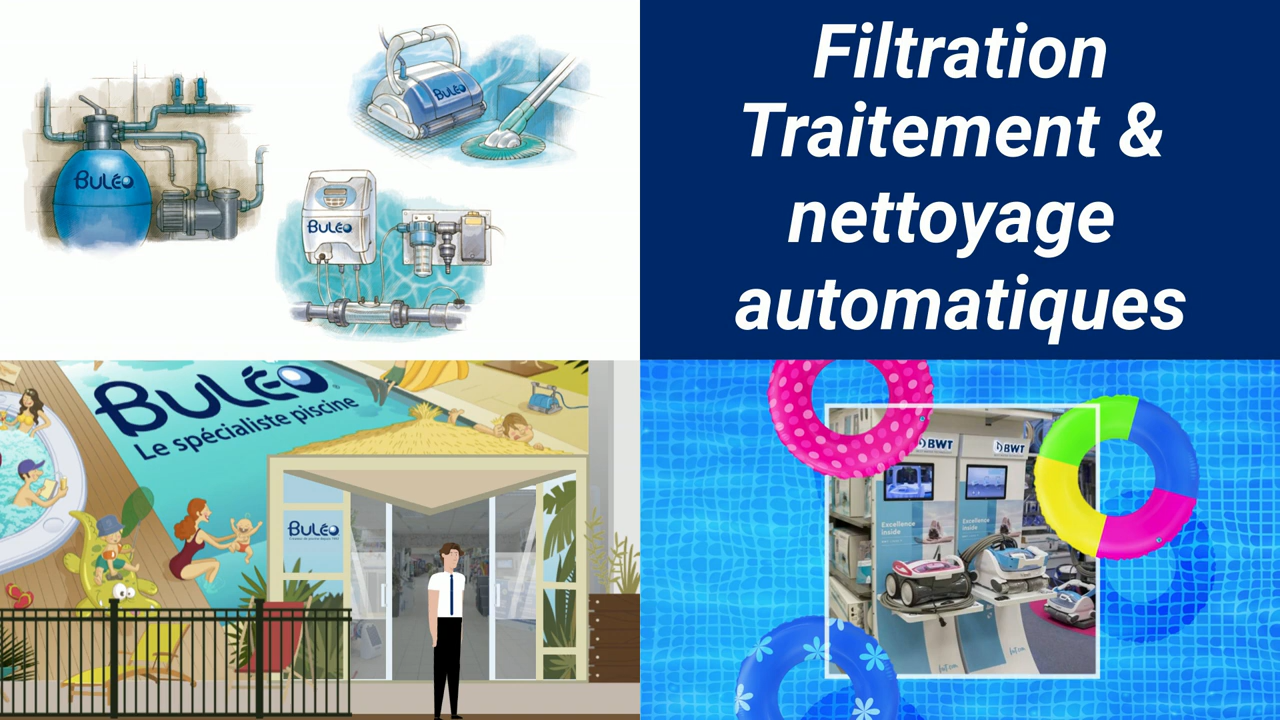 BULÉO
BULÉO
BULÉO
Filtration
Traitement &
nettoyage
automatiques
BULÉO®
Le spécialiste piscine
BULÉO
BWT
BWT
Excellence
inside
Excellence
inside